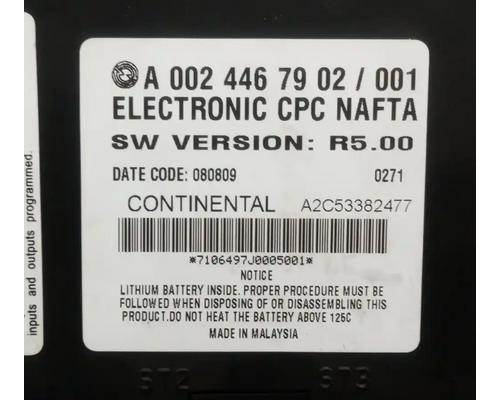 A 002 446 79 02 / 001
ELECTRONIC CPC NAFTA
SW VERSION: R5.00
DATE CODE: 080809 0271
CONTINENTAL A2C53382477
*7106497J0005001*
NOTICE
LITHIUM BATTERY INSIDE. PROPER PROCEDURE MUST BE
FOLLOWED WHEN DISPOSING OF OR DISASSEMBLING THIS
PRODUCT.DO NOT HEAT THE BATTERY ABOVE 125C
MADE IN MALAYSIA
inputs and outputs programmed.
ST2 ST3